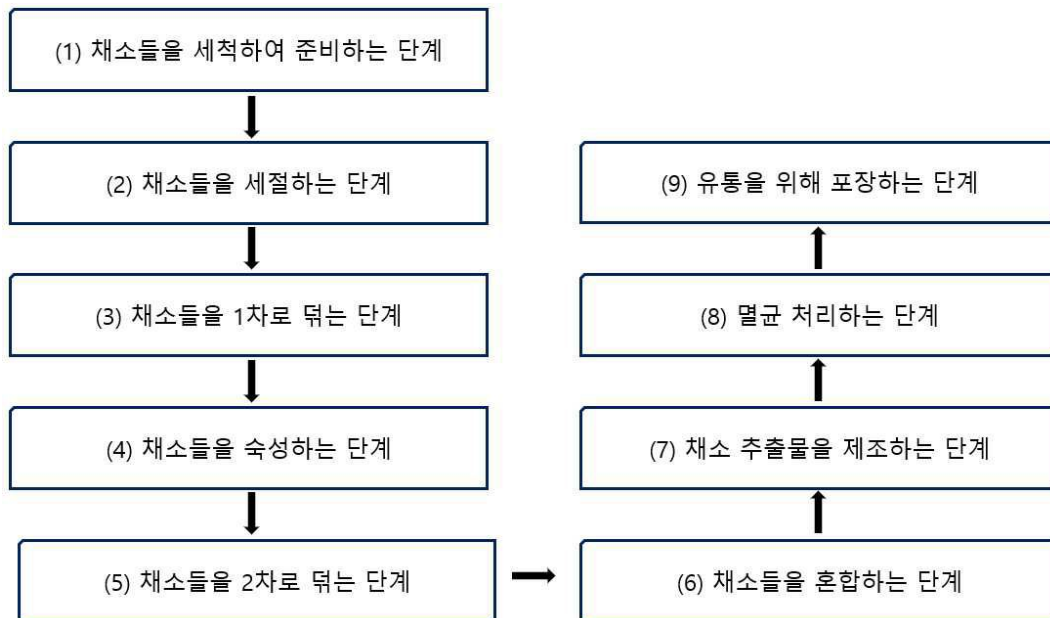 (1) 채소들을 세척하여 준비하는 단계
(2) 채소들을 세절하는 단계
(3) 채소들을 1차로 덖는 단계
(4) 채소들을 숙성하는 단계
(5) 채소들을 2차로 덖는 단계
(6) 채소들을 혼합하는 단계
(7) 채소 추출물을 제조하는 단계
(8) 멸균 처리하는 단계
(9) 유통을 위해 포장하는 단계